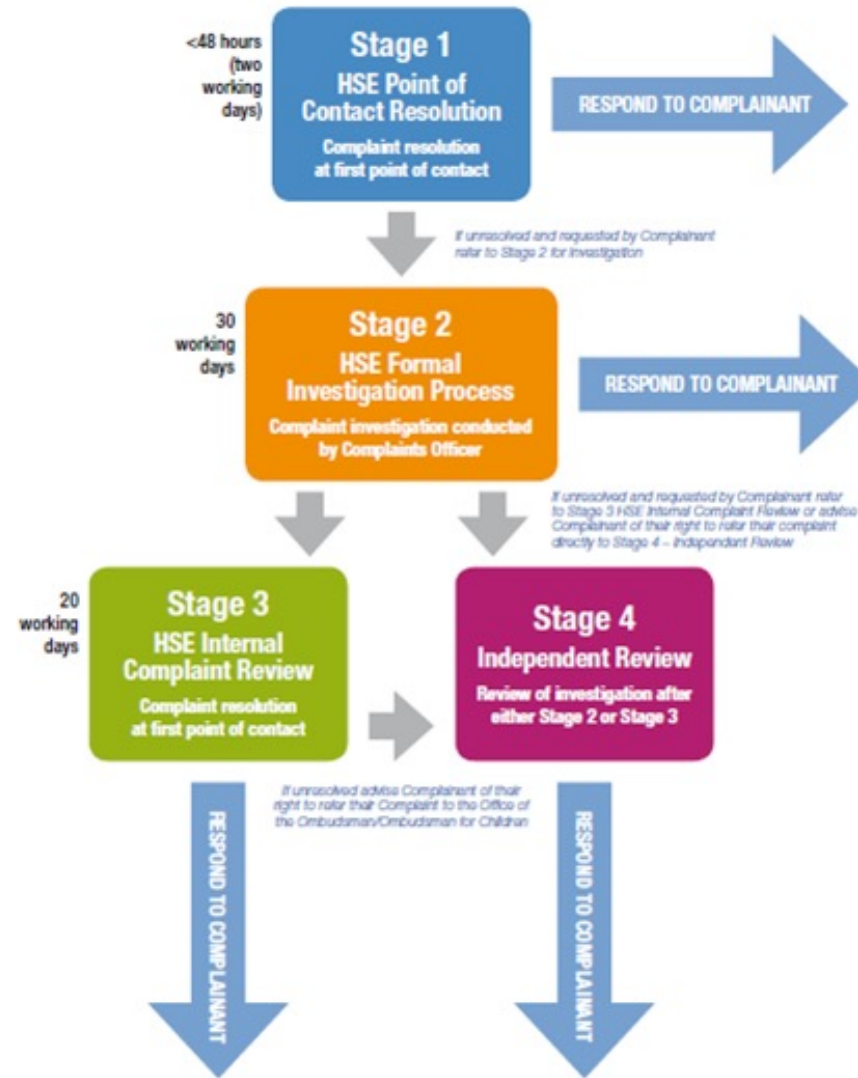 <48 hours
(two
working
days)
Stage 1
HSE Point of
Contact Resolution
Complaint resolution
at first point of contact
RESPOND TO COMPLAINANT
If unresolved and requested by Complainant
refer to Stage 2 for Investigation
30
working
days
Stage 2
HSE Formal
Investigation Process
Complaint investigation conducted
by Complaints Officer
RESPOND TO COMPLAINANT
If unresolved and requested by Complainant refer
to Stage 3 HSE Internal Complaint Review or advise
Complainant of their right to refer their complaint
directly to Stage 4 – Independent Review
20
working
days
Stage 3
HSE Internal
Complaint Review
Complaint resolution
at first point of contact
Stage 4
Independent Review
Review of investigation after
either Stage 2 or Stage 3
If unresolved advise Complainant of their
right to refer their Complaint to the Office of
the Ombudsman/Ombudsman for Children
RESPOND TO COMPLAINANT
RESPOND TO COMPLAINANT